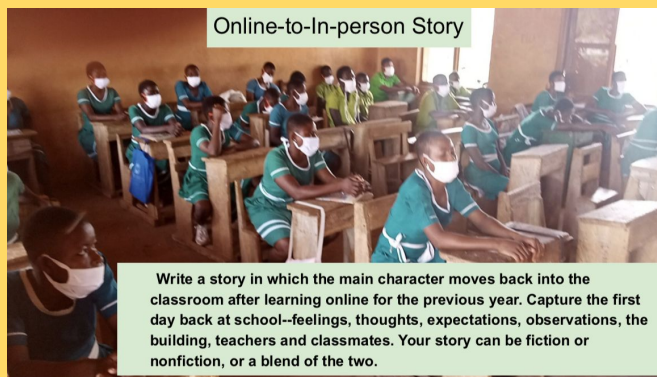 Online-to-In-person Story
Write a story in which the main character moves back into the
classroom after learning online for the previous year. Capture the first
day back at school--feelings, thoughts, expectations, observations, the
building, teachers and classmates. Your story can be fiction or
nonfiction, or a blend of the two.